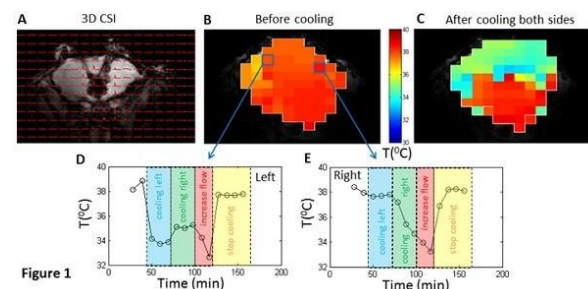 A 3D CSI
B Before cooling
C After cooling both sides
40
38
36
34
32
30
T(°C)
D
Left
T(°C)
40
38
36
34
32
0 50 100 150 200
Time (min)
cooling left
cooling right
increase flow
stop cooling
E
Right
T(°C)
40
38
36
34
32
0 50 100 150 200
Time (min)
cooling left
cooling right
increase flow
stop cooling
Figure 1